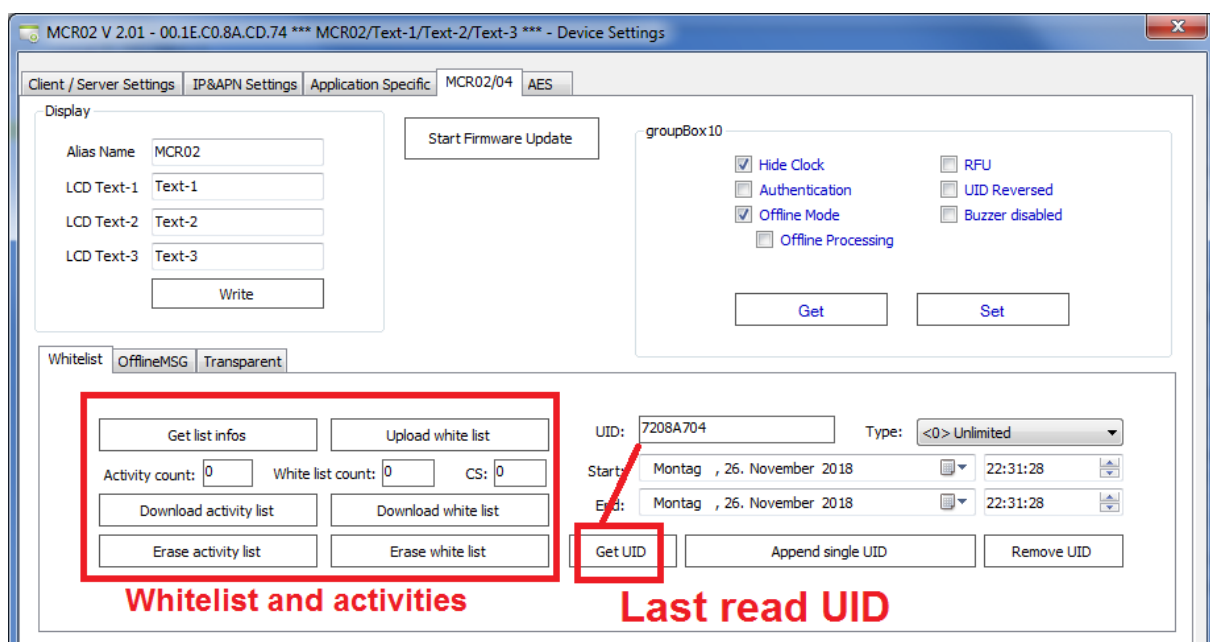 MCR02 V 2.01 - 00.1E.C0.8A.CD.74 *** MCR02/Text-1/Text-2/Text-3 *** - Device Settings
x
Client / Server Settings IP&APN Settings Application Specific MCR02/04 AES
Display
Alias Name MCR02
LCD Text-1 Text-1
LCD Text-2 Text-2
LCD Text-3 Text-3
Write
Start Firmware Update
groupBox10
Hide Clock RFU
Authentication UID Reversed
Offline Mode Buzzer disabled
Offline Processing
Get Set
Whitelist OfflineMSG Transparent
Get list infos Upload white list
Activity count: 0 White list count: 0 CS: 0
Download activity list Download white list
Erase activity list Erase white list
Whitelist and activities
UID: 7208A704 Type: <0> Unlimited
Start: Montag , 26. November 2018 22:31:28
End: Montag , 26. November 2018 22:31:28
Get UID Append single UID Remove UID
Last read UID